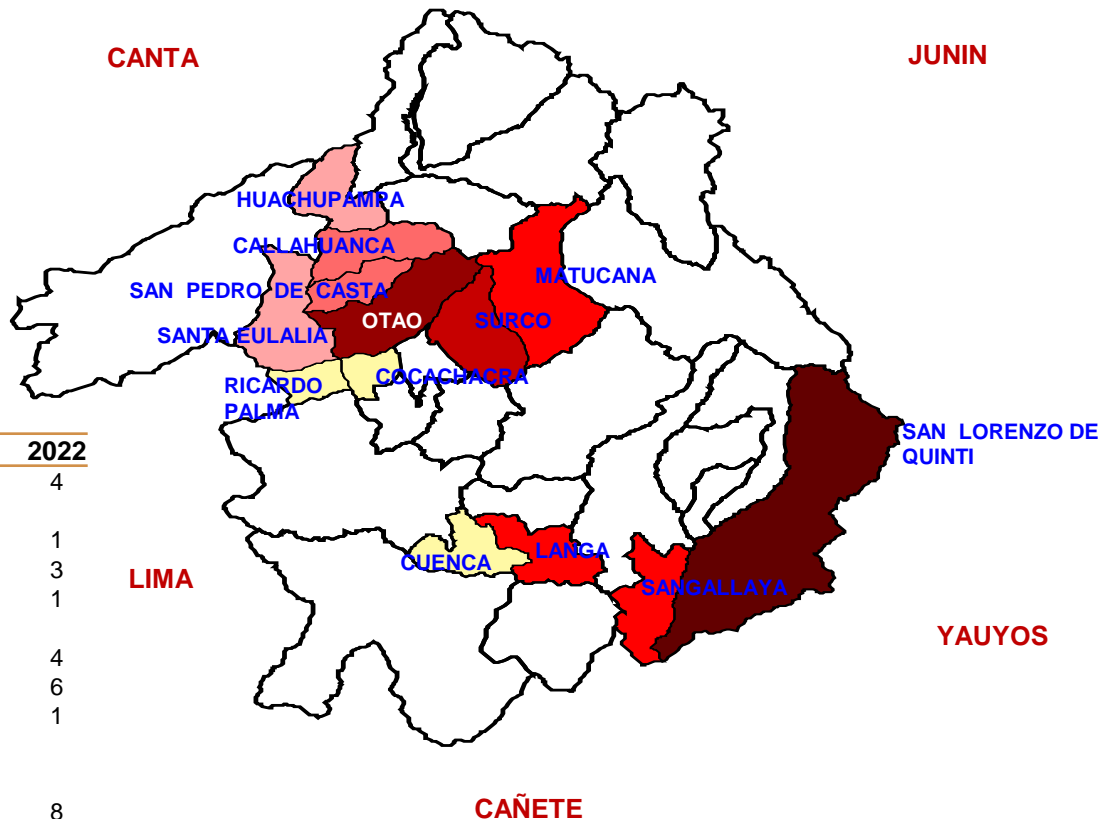 CANTA
JUNIN
HUACHUPAMPA
CALLAHUANCA
MATUCANA
SAN PEDRO DE CASTA
OTAO
SURCO
SANTA EULALIA
COCACHACRA
RICARDO
PALMA
SAN LORENZO DE
QUINTI
2022
4
1
3
1
4
6
1
8
CUENCA
LANGA
LIMA
SANGALLAYA
YAUYOS
CAÑETE